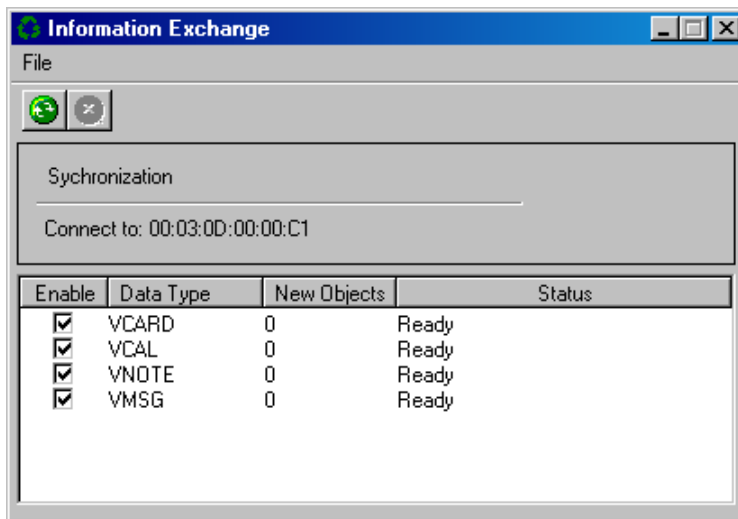 Information Exchange
File
Sychronization
Connect to: 00:03:0D:00:00:C1
Enable Data Type New Objects Status
VCARD 0 Ready
VCAL 0 Ready
VNOTE 0 Ready
VMSG 0 Ready